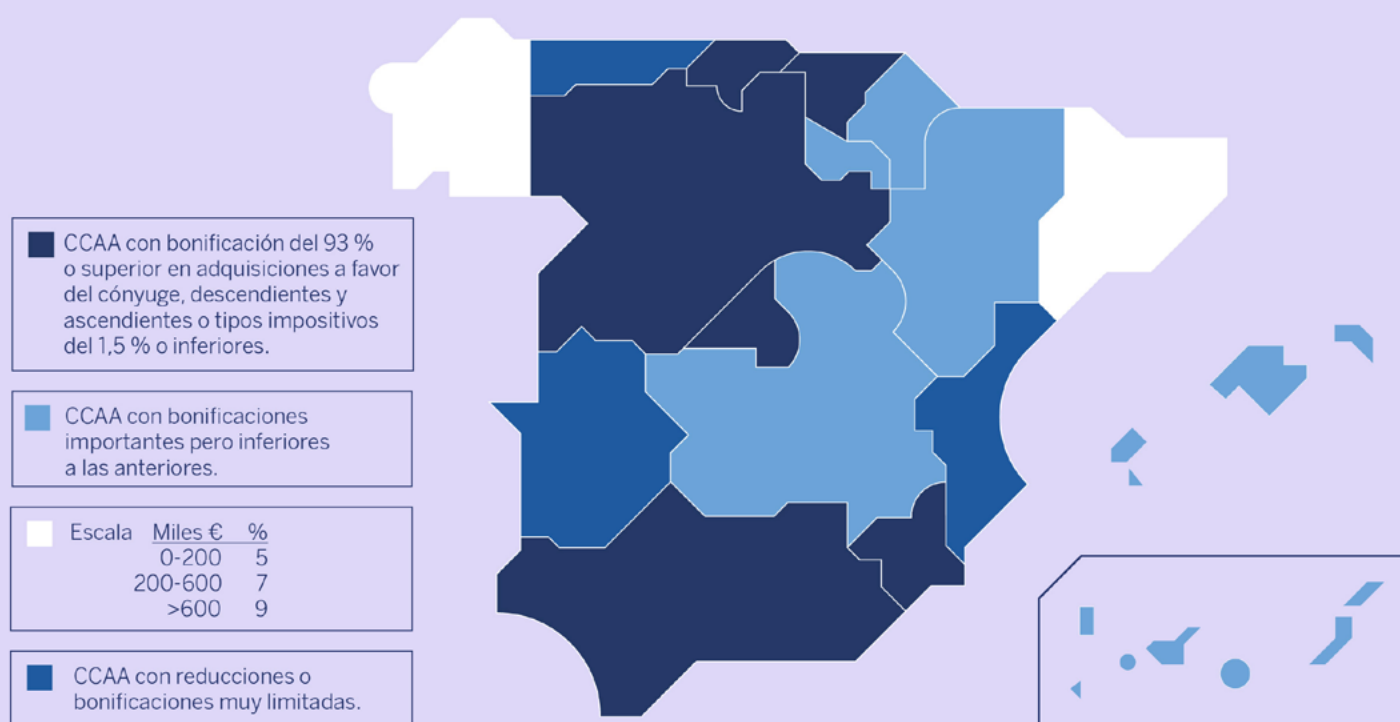 CCAA con bonificación del 93 %
o superior en adquisiciones a favor
del cónyuge, descendientes y
ascendientes o tipos impositivos
del 1,5 % o inferiores.
CCAA con bonificaciones
importantes pero inferiores
a las anteriores.
Escala Miles € %
0-200 5
200-600 7
>600 9
CCAA con reducciones o
bonificaciones muy limitadas.